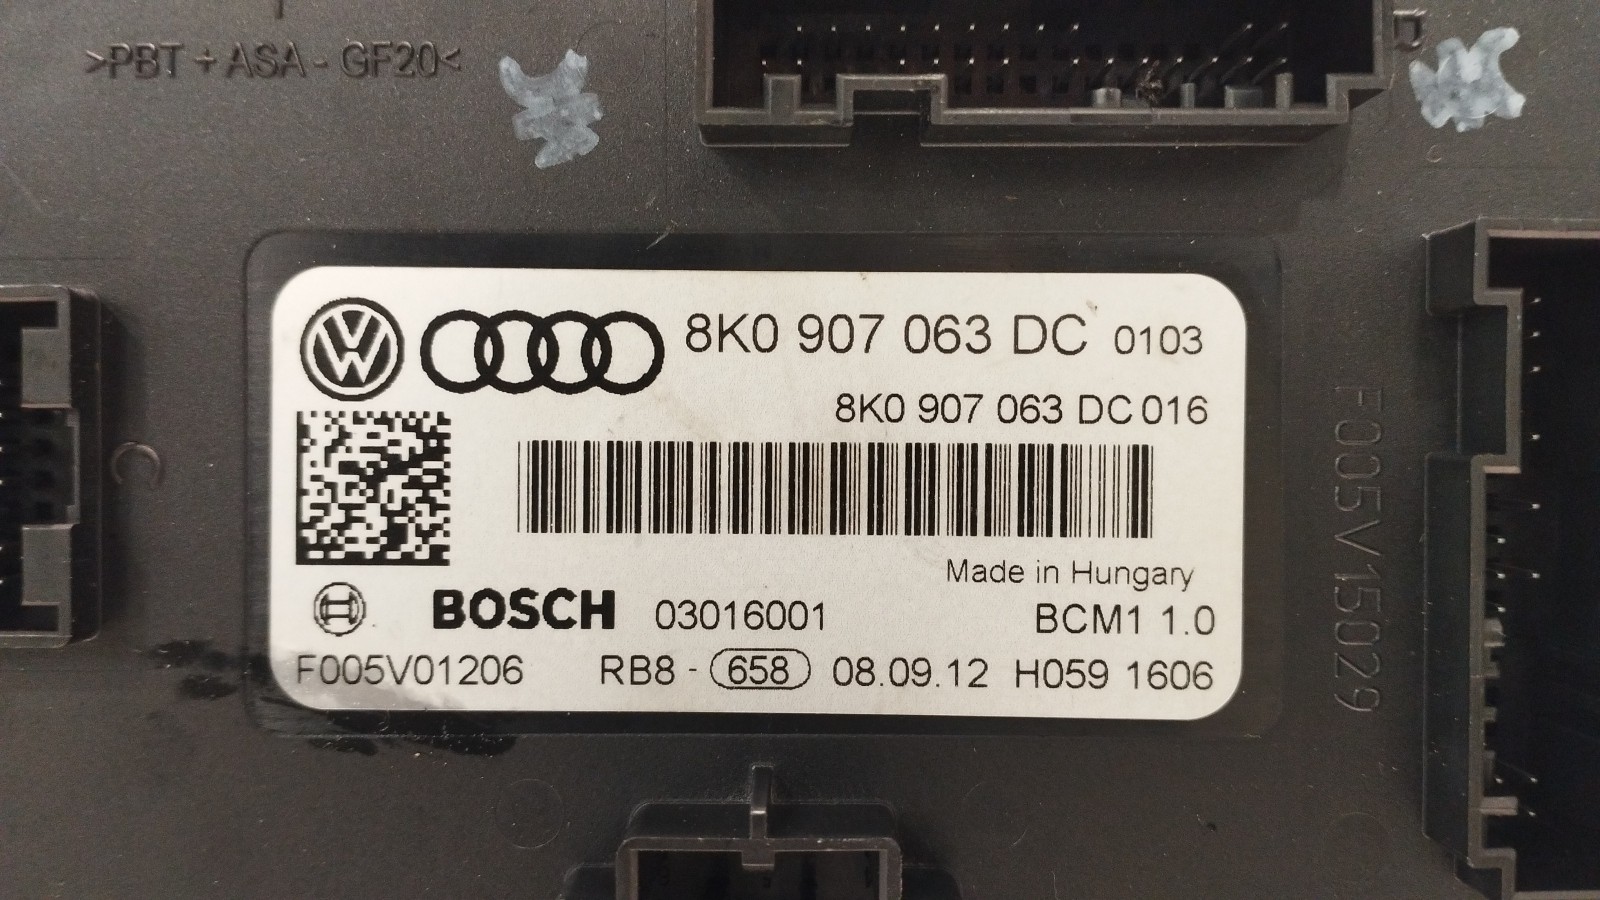 >PBT + ASA - GF20<
B
8K0 907 063 DC 0103
8K0 907 063 DC 016
C
Made in Hungary
BOSCH 03016001 BCM1 1.0
F005V01206 RB8 - 658 08.09.12 H059 1606
F005V15029